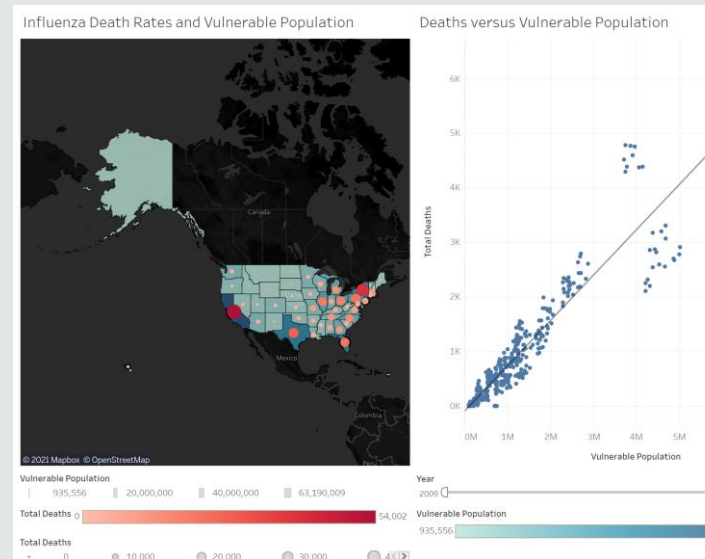 Influenza Death Rates and Vulnerable Population
Canada
Mexico
Colombia
© 2021 Mapbox © OpenStreetMap
Vulnerable Population
935,556 20,000,000 40,000,000 63,190,009
Total Deaths 0 54,002
Total Deaths
0 10,000 20,000 30,000
Deaths versus Vulnerable Population
Total Deaths
6K
5K
4K
3K
2K
1K
0K
0M 1M 2M 3M 4M 5M
Vulnerable Population
Year
2009
Vulnerable Population
935,556